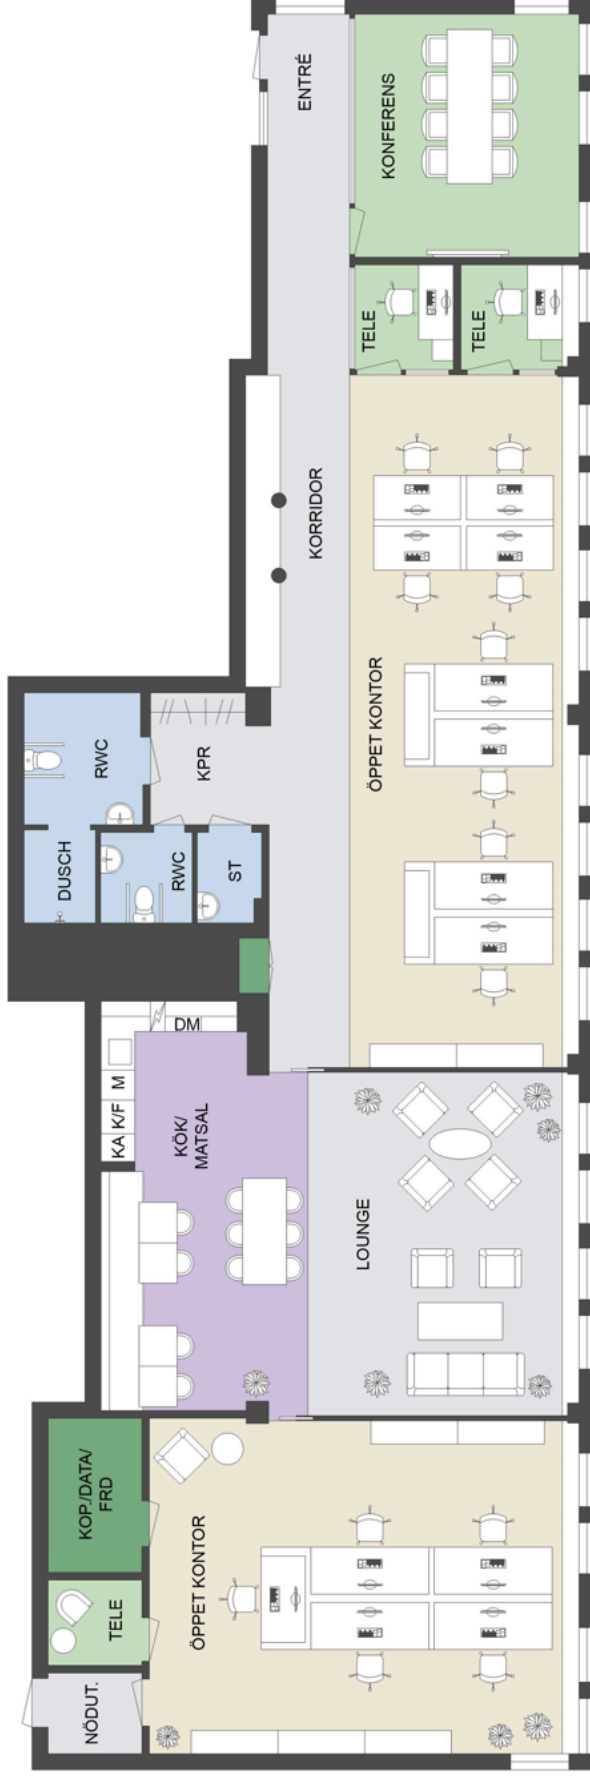 ENTRÉ
KONFERENS
TELE
TELE
KORRIDOR
ÖPPET KONTOR
RWC
KPR
DUSCH
RWC
ST
DM
KA K/F M
KÖK/
MATSAL
LOUNGE
KOP./DATA/
FRD
ÖPPET KONTOR
TELE
NÖDUT.